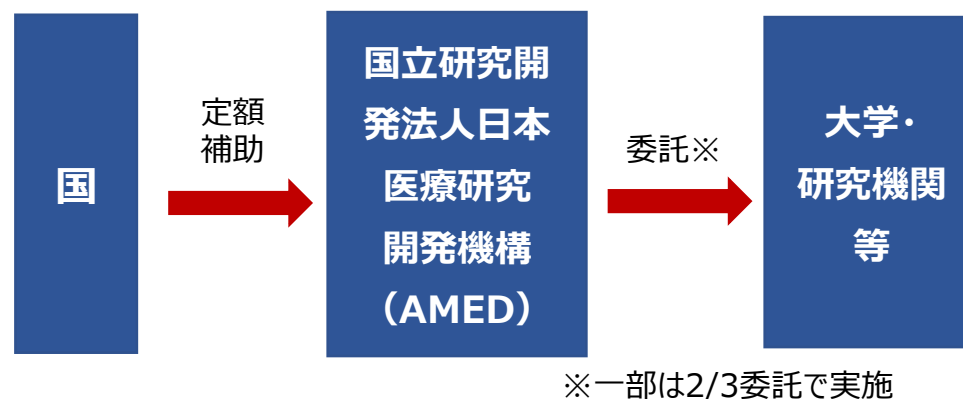 国
定額
補助
国立研究開
発法人日本
医療研究
開発機構
（AMED）
委託※
大学・
研究機関
等
※一部は2/3委託で実施